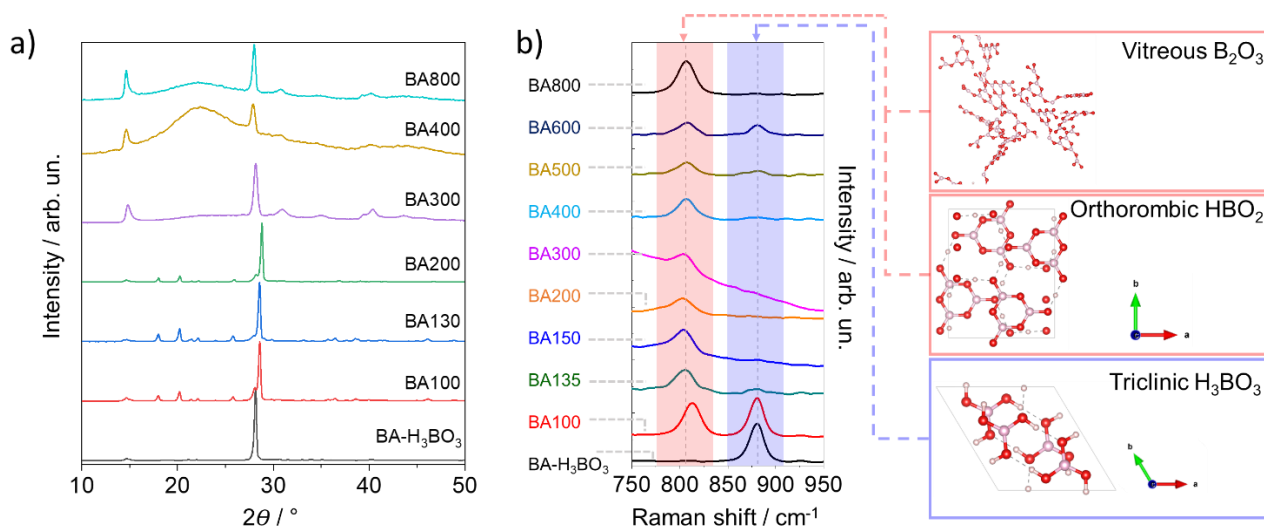 a)
BA800
BA400
BA300
BA200
BA130
BA100
BA-H₃BO₃
Intensity / arb. un.
10 20 30 40 50
2θ / °
b)
BA800
BA600
BA500
BA400
BA300
BA200
BA150
BA135
BA100
BA-H₃BO₃
Intensity / arb. un.
750 800 850 900 950
Raman shift / cm⁻¹
Vitreous B₂O₃
Orthorombic HBO₂
b
a
Triclinic H₃BO₃
b
a